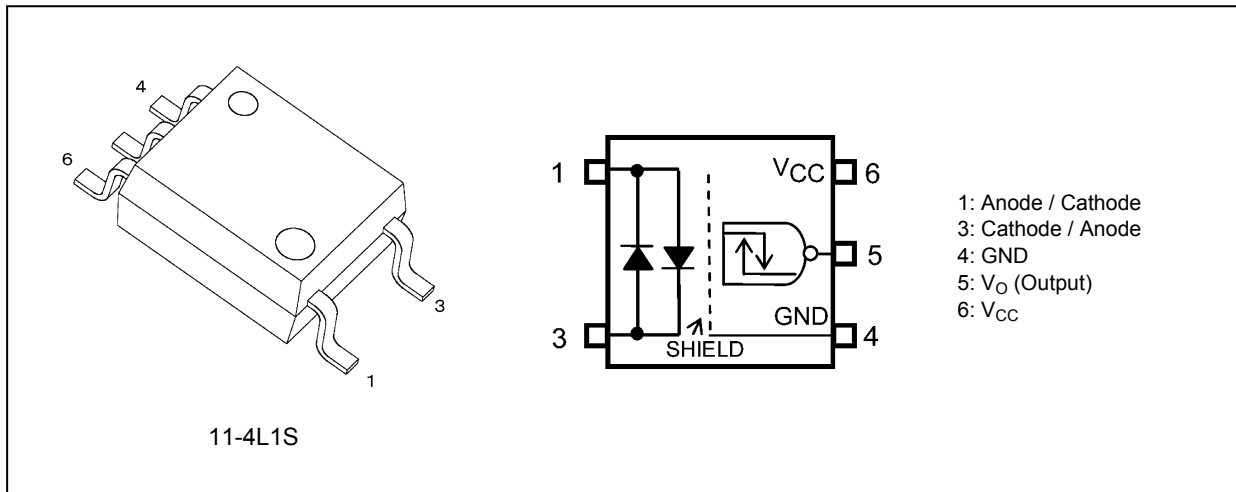 4
6
3
1
11-4L1S
1
3
VCC
6
5
GND
4
SHIELD
1: Anode / Cathode
3: Cathode / Anode
4: GND
5: VO (Output)
6: VCC